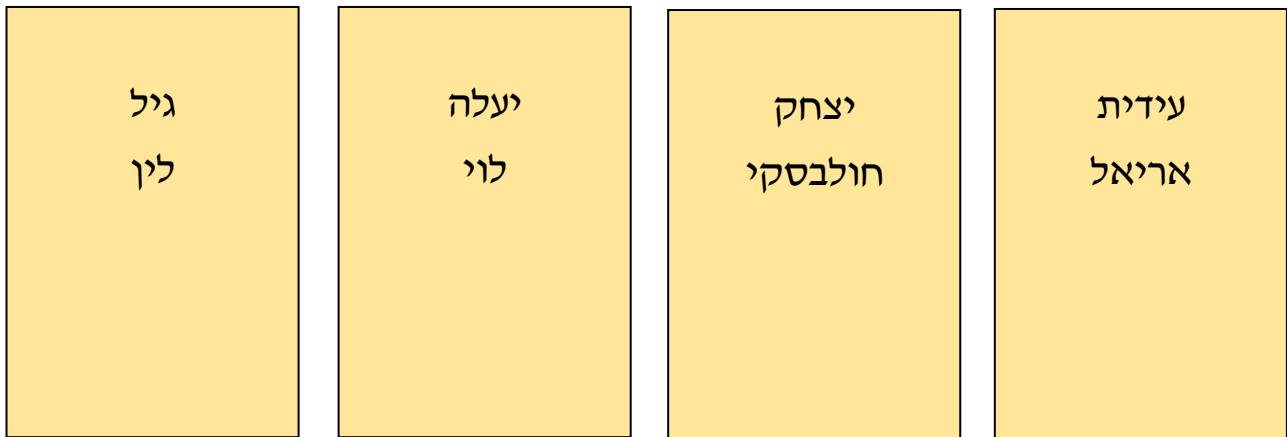 עידית
אריאל
יצחק
חולבסקי
יעלה
לוי
גיל
לין